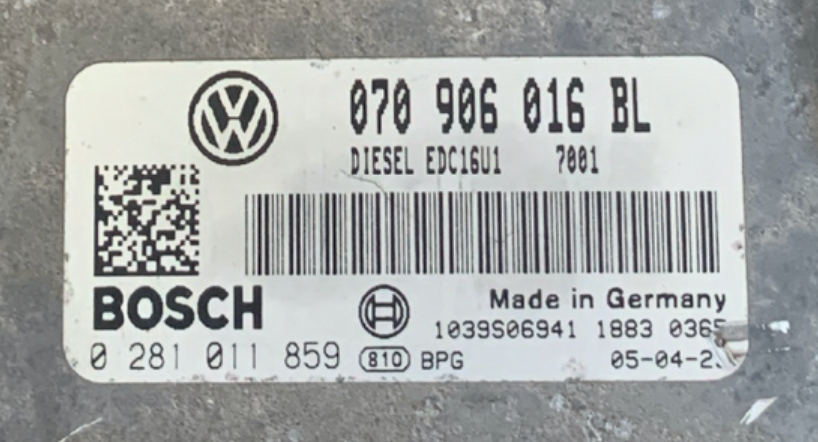 070 906 016 BL
DIESEL EDC16U1 7001
BOSCH
Made in Germany
1039S06941 1883
0 281 011 859 810 BPG